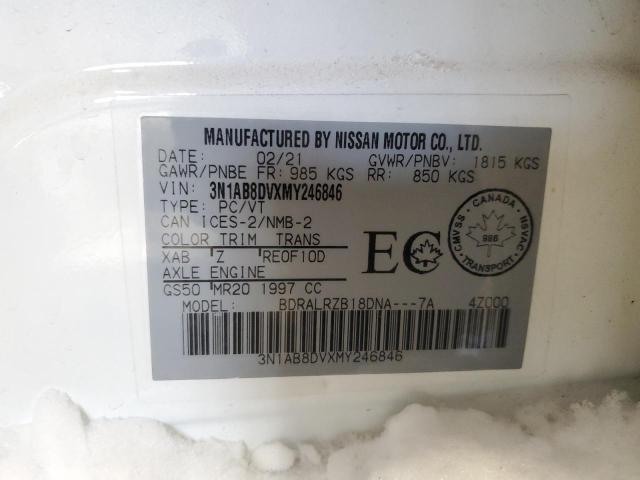 MANUFACTURED BY NISSAN MOTOR CO., LTD.
DATE: 02/21 GVWR/PNBV: 1815 KGS
GAWR/PNBE FR: 985 KGS RR: 850 KGS
VIN: 3N1AB8DVXMY246846
TYPE: PC/VT
CAN ICES-2/NMB-2
COLOR TRIM TRANS
XAB Z RE0F10D
AXLE ENGINE
GS50 MR20 1997 CC
MODEL: BDRALRZB18DNA---7A 4Z000
3N1AB8DVXMY246846
EC
CANADA
CMVSS
NSVAC
986
TRANSPORT